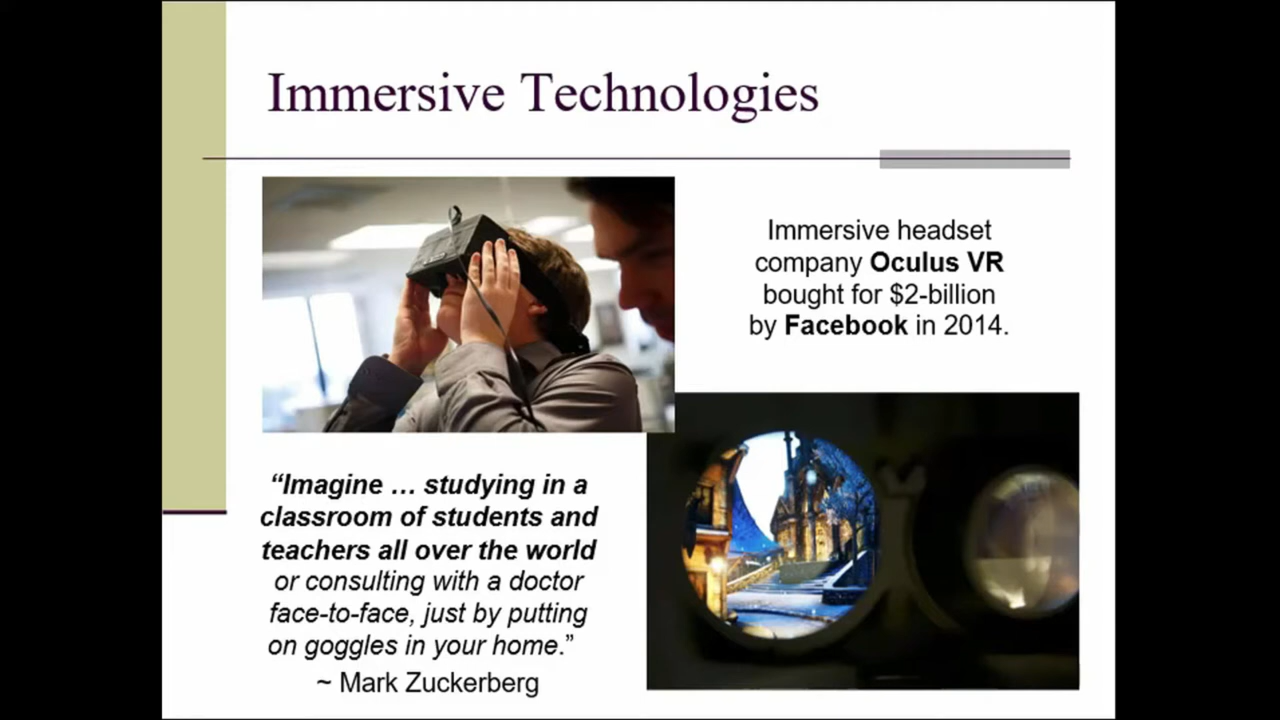 Immersive Technologies
Immersive headset
company Oculus VR
bought for $2-billion
by Facebook in 2014.
“Imagine … studying in a
classroom of students and
teachers all over the world
or consulting with a doctor
face-to-face, just by putting
on goggles in your home.”
~ Mark Zuckerberg